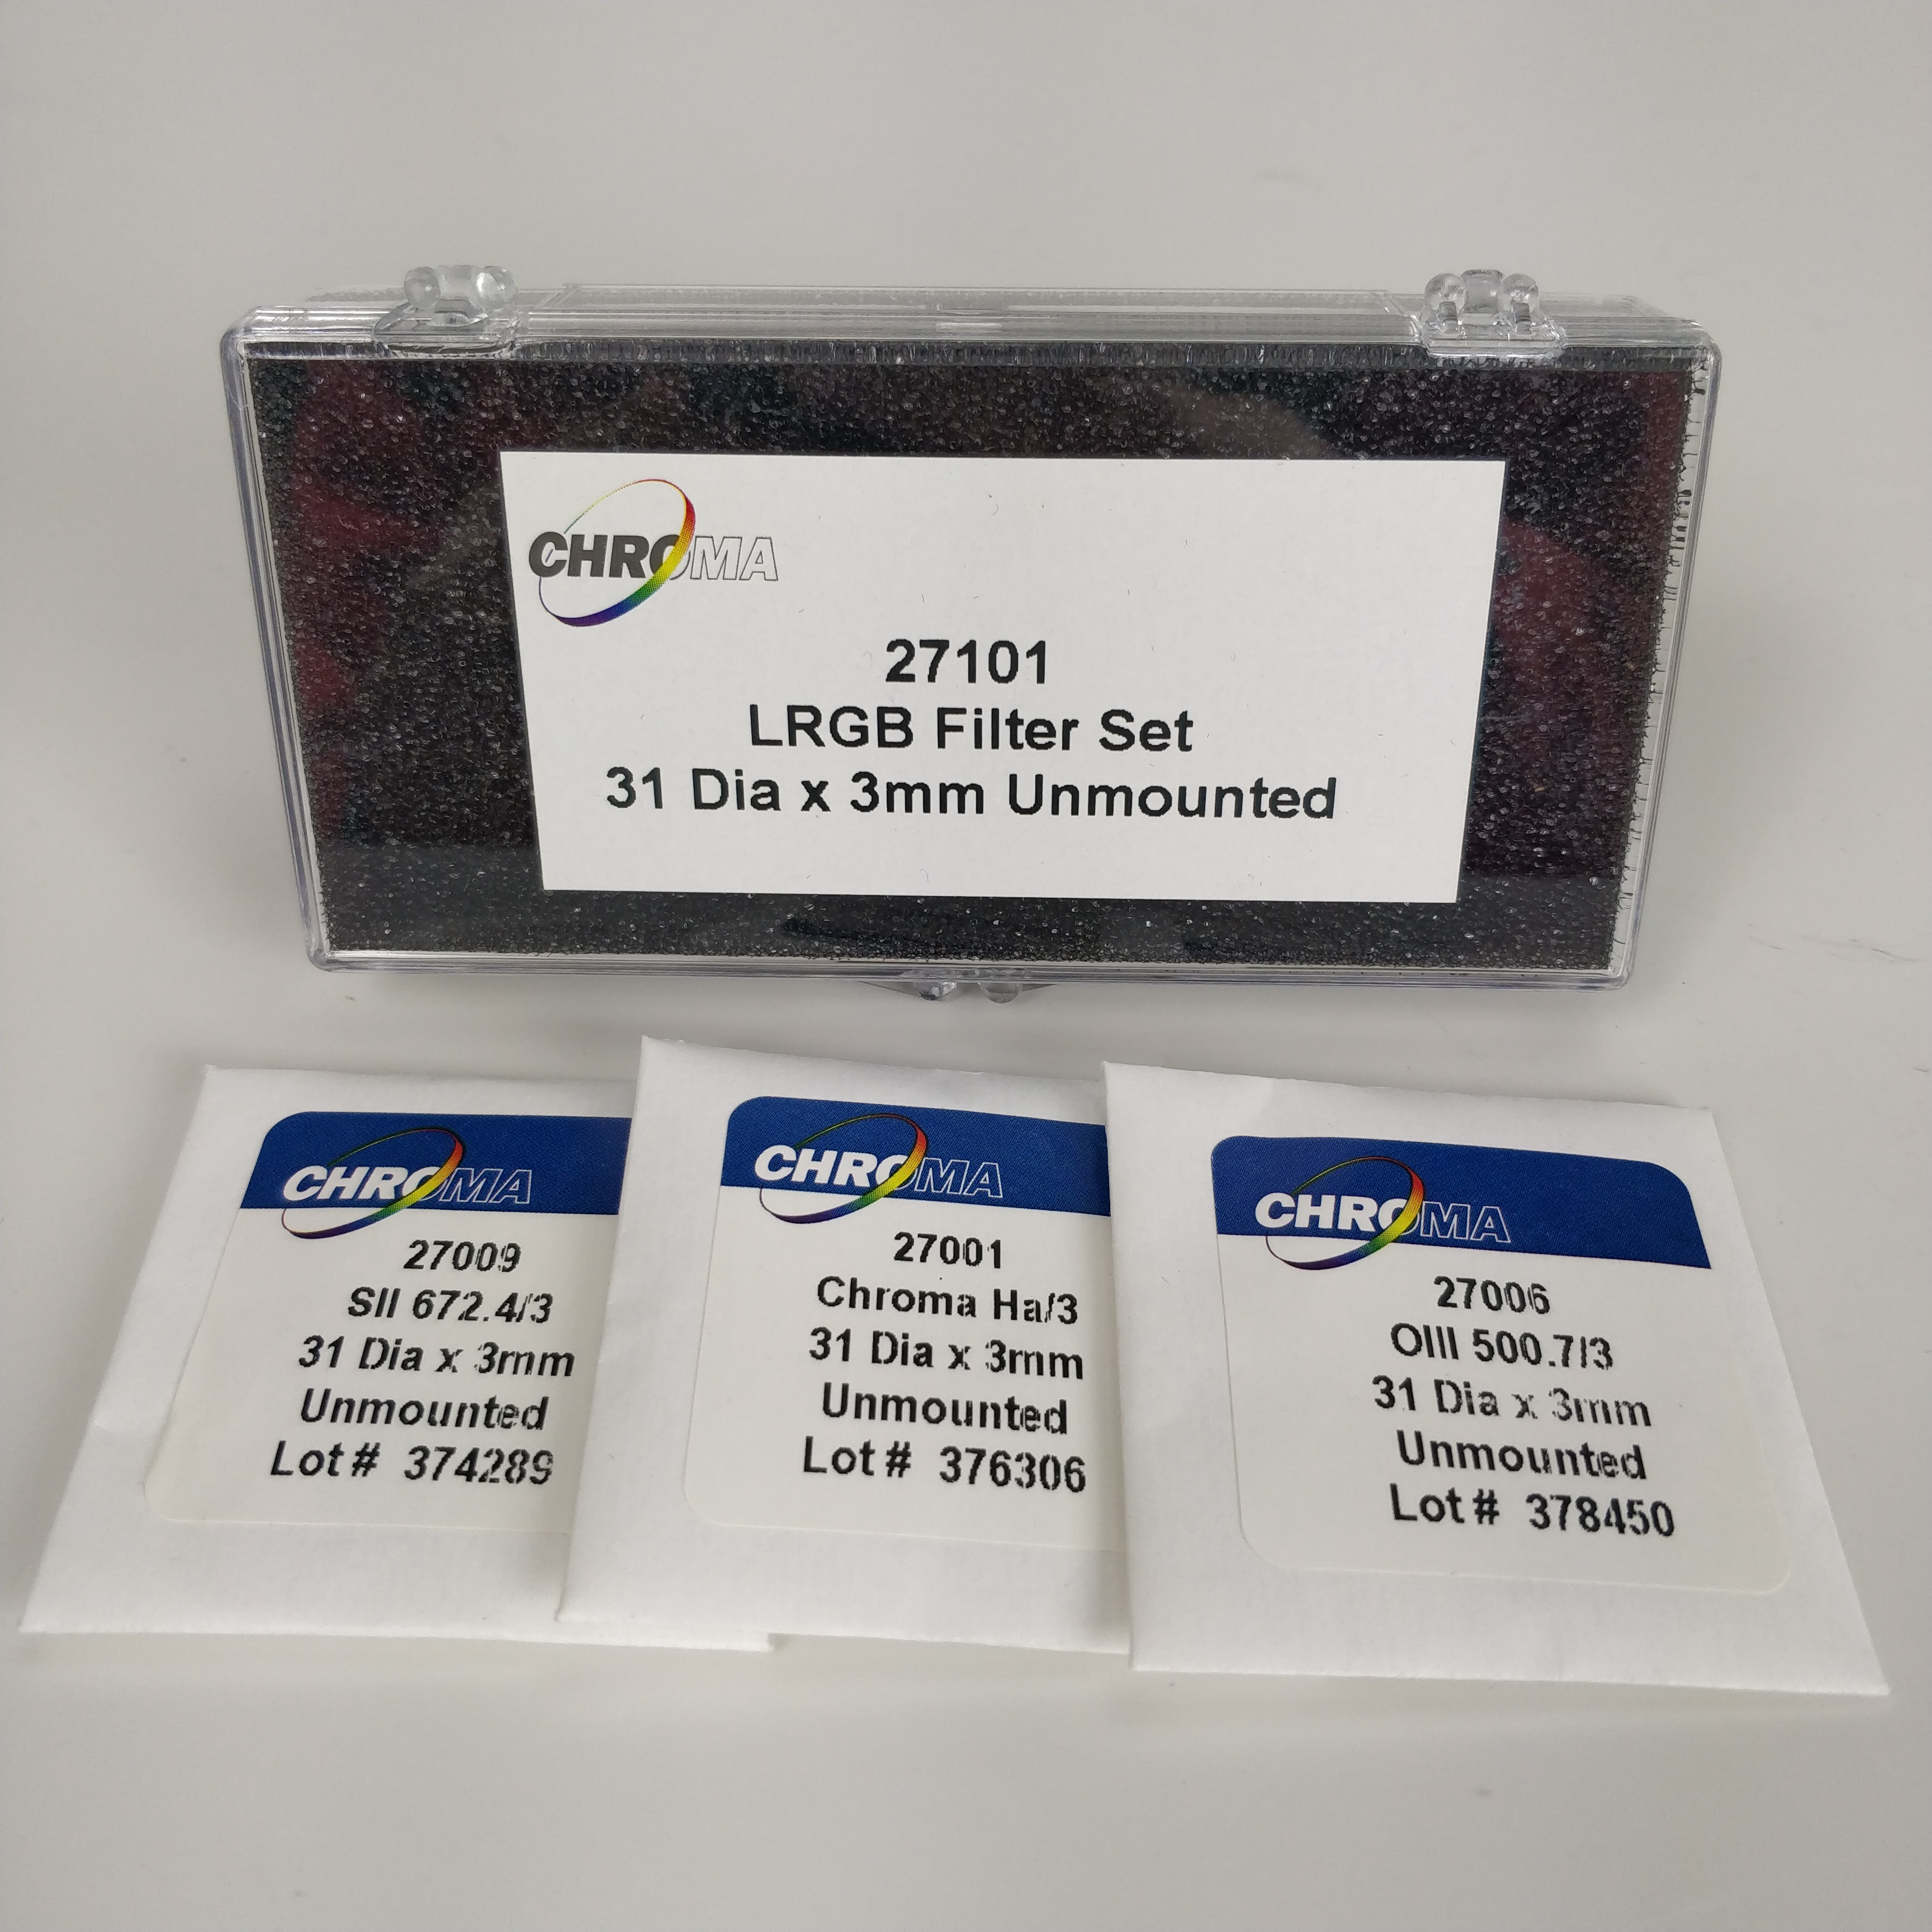 CHROMA
27101
LRGB Filter Set
31 Dia x 3mm Unmounted
CHROMA
27009
SII 672.4/3
31 Dia x 3mm
Unmounted
Lot # 374289
CHROMA
27001
Chroma Ha/3
31 Dia x 3mm
Unmounted
Lot # 376306
CHROMA
27006
OIII 500.7/3
31 Dia x 3mm
Unmounted
Lot # 378450